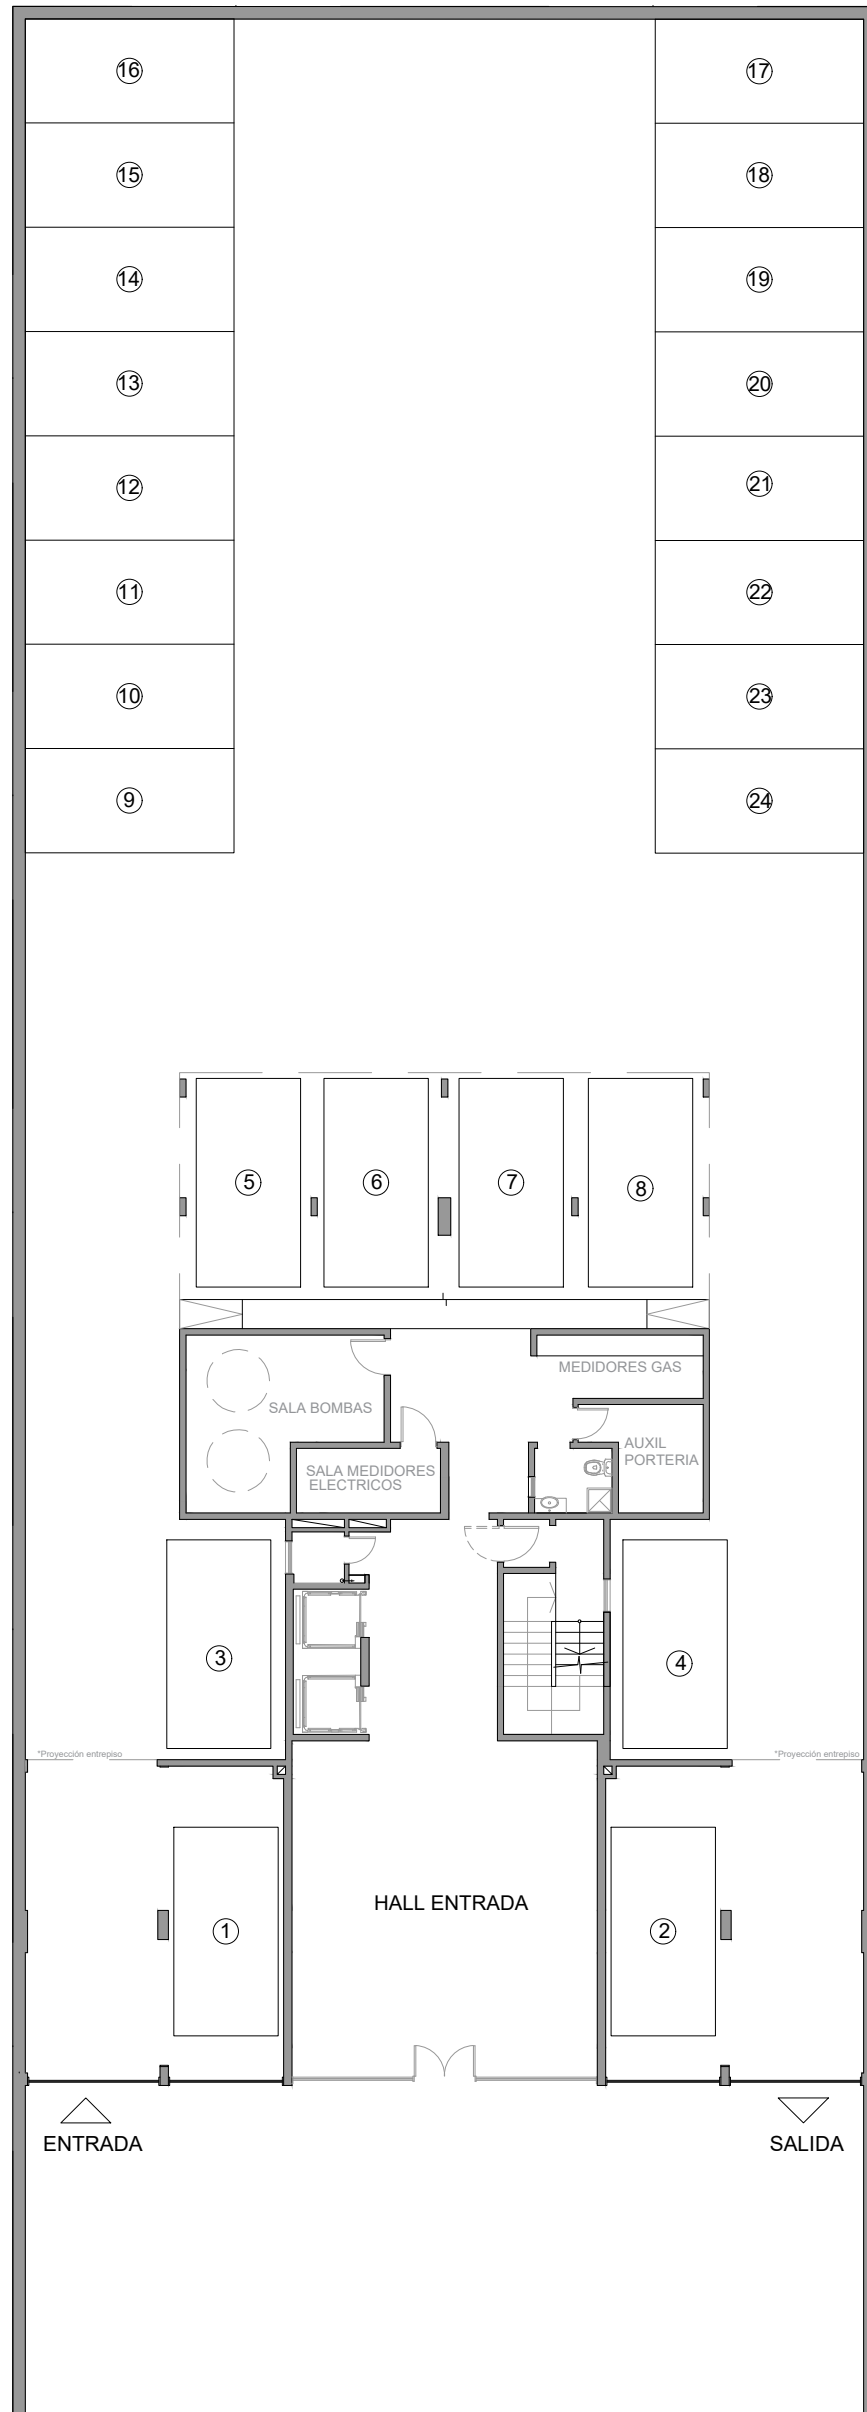 16
17
15
18
14
19
13
20
12
21
11
22
10
23
9
24
5
6
7
8
MEDIDORES GAS
SALA BOMBAS
AUXIL
PORTERIA
SALA MEDIDORES
ELECTRICOS
3
4
*Proyección entrepiso
*Proyección entrepiso
HALL ENTRADA
1
2
ENTRADA
SALIDA